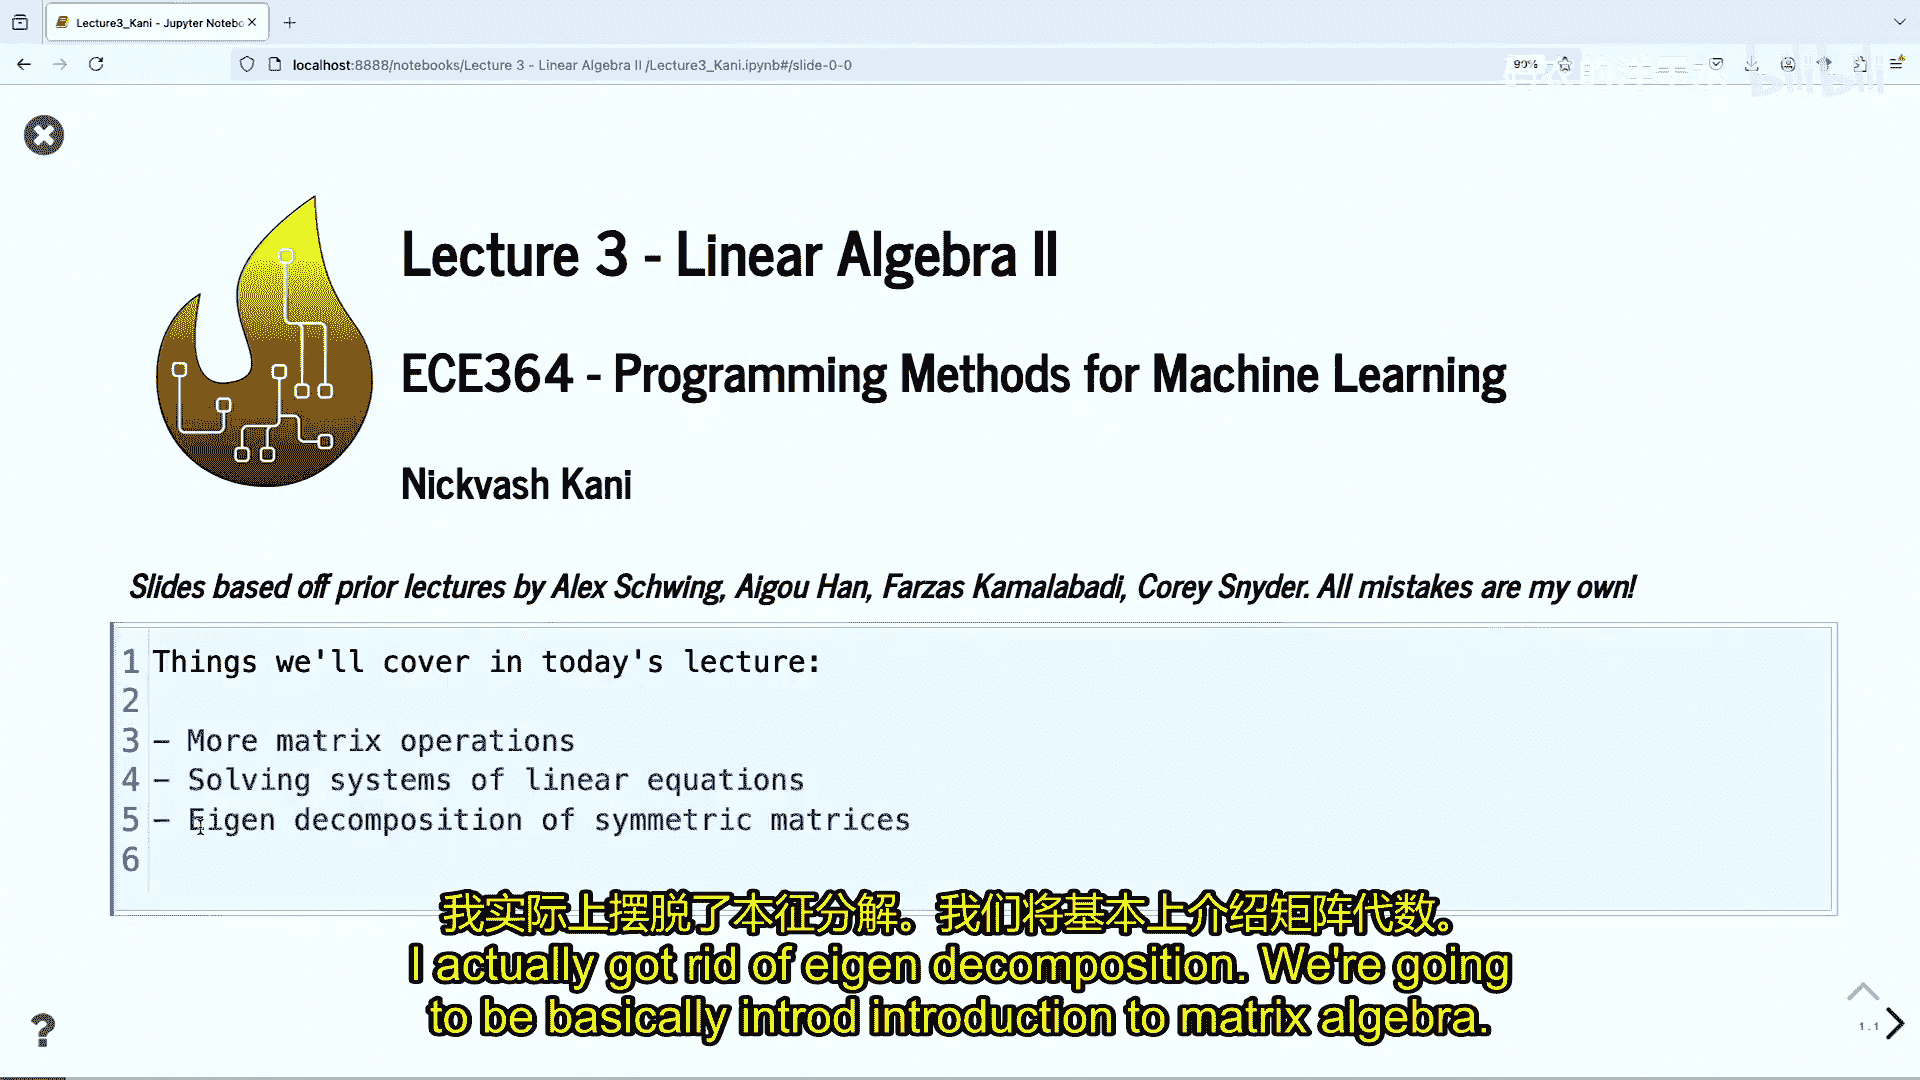 Lecture3_Kani - Jupyter Notebo
localhost:8888/notebooks/Lecture 3 - Linear Algebra II /Lecture3_Kani.ipynb#/slide-0-0
90%
bilibili
Lecture 3 - Linear Algebra II
ECE364 - Programming Methods for Machine Learning
Nickvash Kani
Slides based off prior lectures by Alex Schwing, Aigou Han, Farzas Kamalabadi, Corey Snyder. All mistakes are my own!
1 Things we'll cover in today's lecture:
2
3 - More matrix operations
4 - Solving systems of linear equations
5 - Eigen decomposition of symmetric matrices
6
我实际上摆脱了本征分解。我们将基本上介绍矩阵代数。
I actually got rid of eigen decomposition. We're going
to be basically introd introduction to matrix algebra.
?
1.1